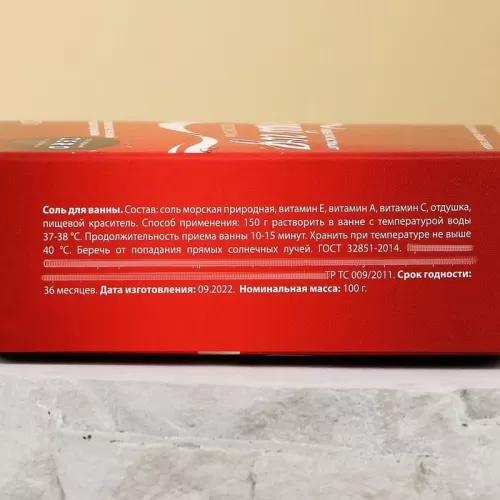 Соль для ванны. Состав: соль морская природная, витамин Е, витамин А, витамин С, отдушка,
пищевой краситель. Способ применения: 150 г растворить в ванне с температурой воды
37-38 °С. Продолжительность приема ванны 10-15 минут. Хранить при температуре не выше
40 °С. Беречь от попадания прямых солнечных лучей. ГОСТ 32851-2014.
ТР ТС 009/2011. Срок годности:
36 месяцев. Дата изготовления: 09.2022. Номинальная масса: 100 г.